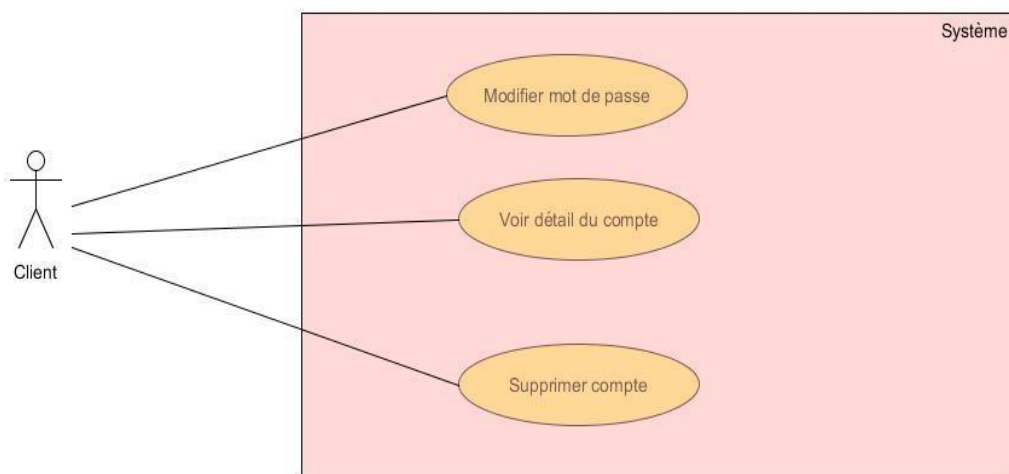 Système
Modifier mot de passe
Voir détail du compte
Client
Supprimer compte